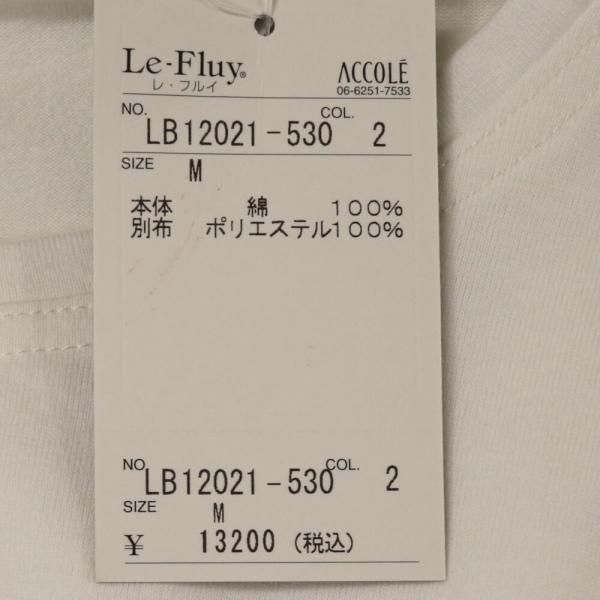 Le-Fluy® ACCOLÉ
レ・フルイ 06-6251-7533
NO. LB12021-530 COL. 2
SIZE M
本体 綿 100%
別布 ポリエステル100%
NO. LB12021-530 COL. 2
SIZE M
¥ 13200 (税込)